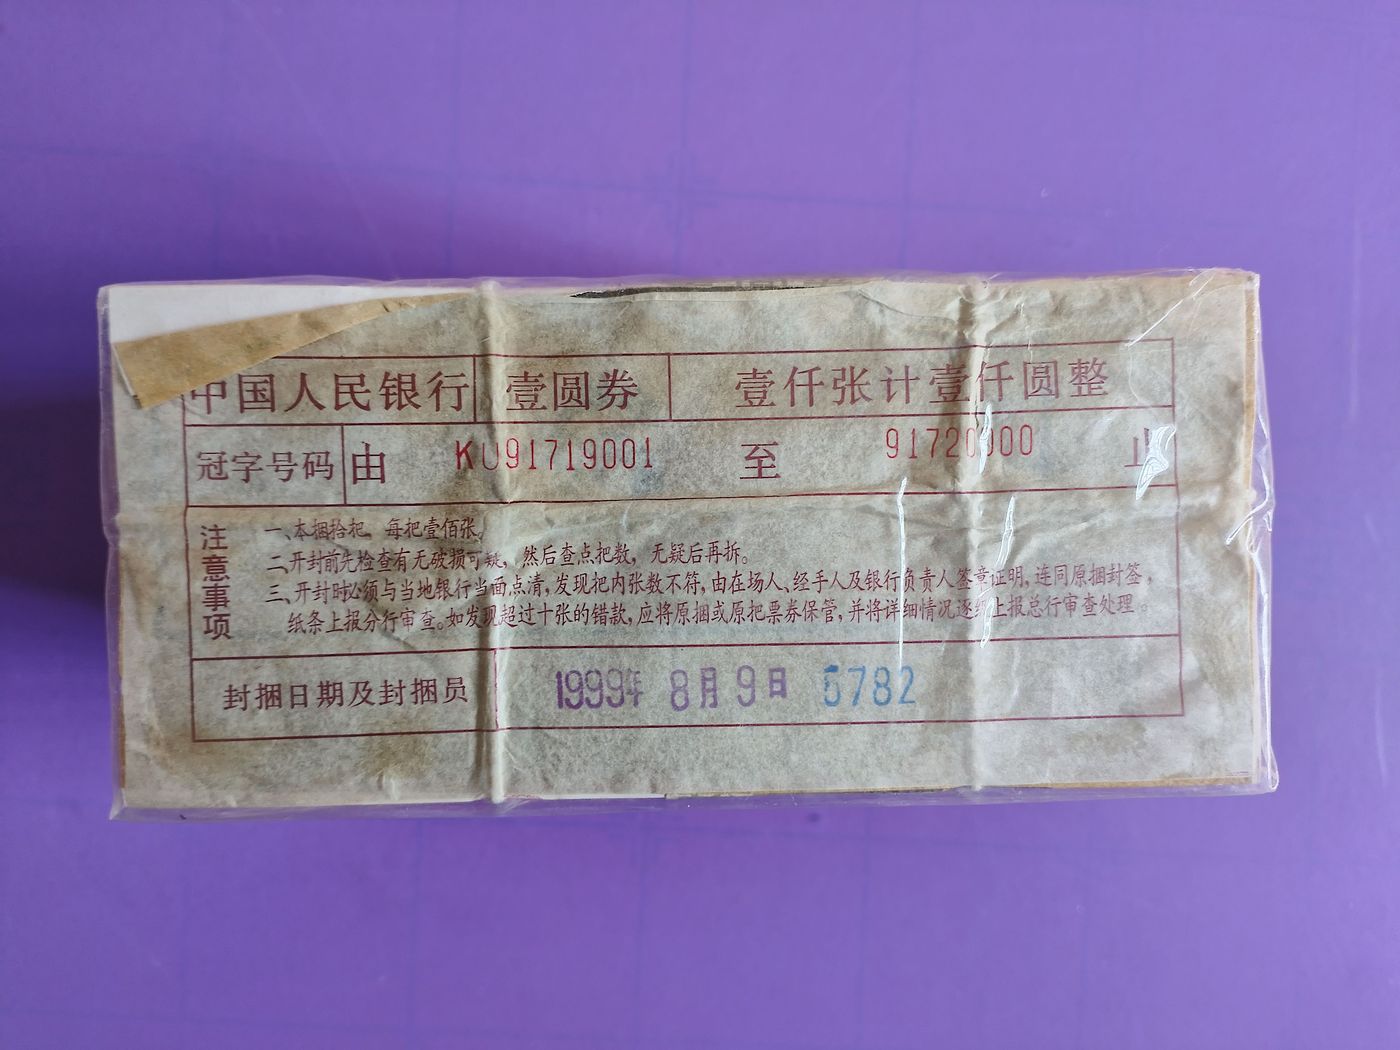 中国人民银行 壹圆券 壹仟张计壹仟圆整
冠字号码 由 KU91719001 至 91720000 止
注意事项
一、本捆拾把，每把壹佰张。
二、开封前先检查有无破损可疑，然后查点把数，无疑后再拆。
三、开封时必须与当地银行当面点清，发现把内张数不符，由在场人、经手人及银行负责人签章证明，连同原捆封签，
纸条上报分行审查。如发现超过十张的错款，应将原捆或原把票券保管，并将详细情况逐级上报总行审查处理。
封捆日期及封捆员 1999年 8月 9日 5782